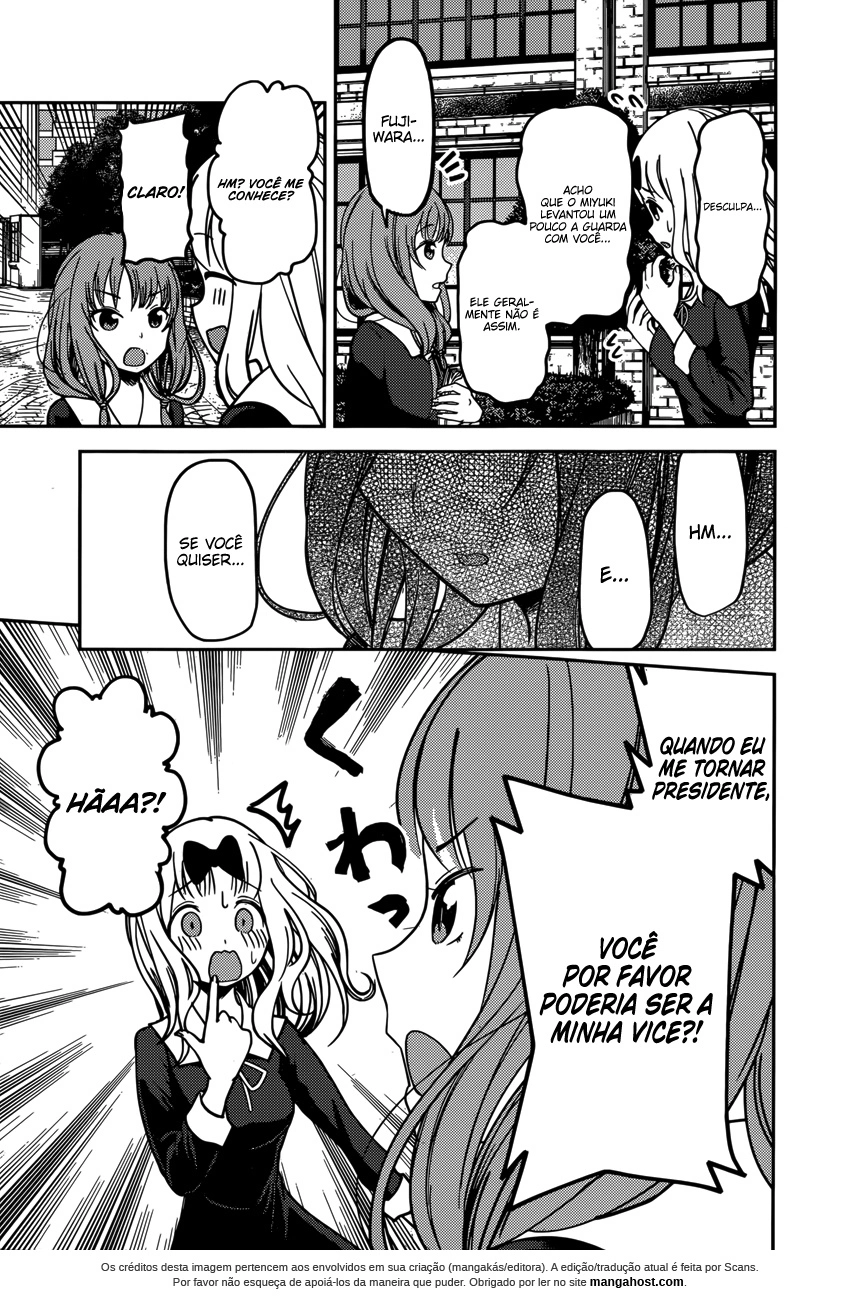 DESCULPA...
ACHO
QUE O MIYUKI
LEVANTOU UM
POUCO A GUARDA
COM VOCÊ...
ELE GERAL-
MENTE NÃO É
ASSIM.
FUJI-
WARA...
HM? VOCÊ ME
CONHECE?
CLARO!
HM...
E...
SE VOCÊ
QUISER...
QUANDO EU
ME TORNAR
PRESIDENTE,
VOCÊ
POR FAVOR
PODERIA SER A
MINHA VICE?!
くわっ
HÃAA?!
Os créditos desta imagem pertencem aos envolvidos em sua criação (mangakás/editora). A edição/tradução atual é feita por Scans.
Por favor não esqueça de apoiá-los da maneira que puder. Obrigado por ler no site mangahost.com.